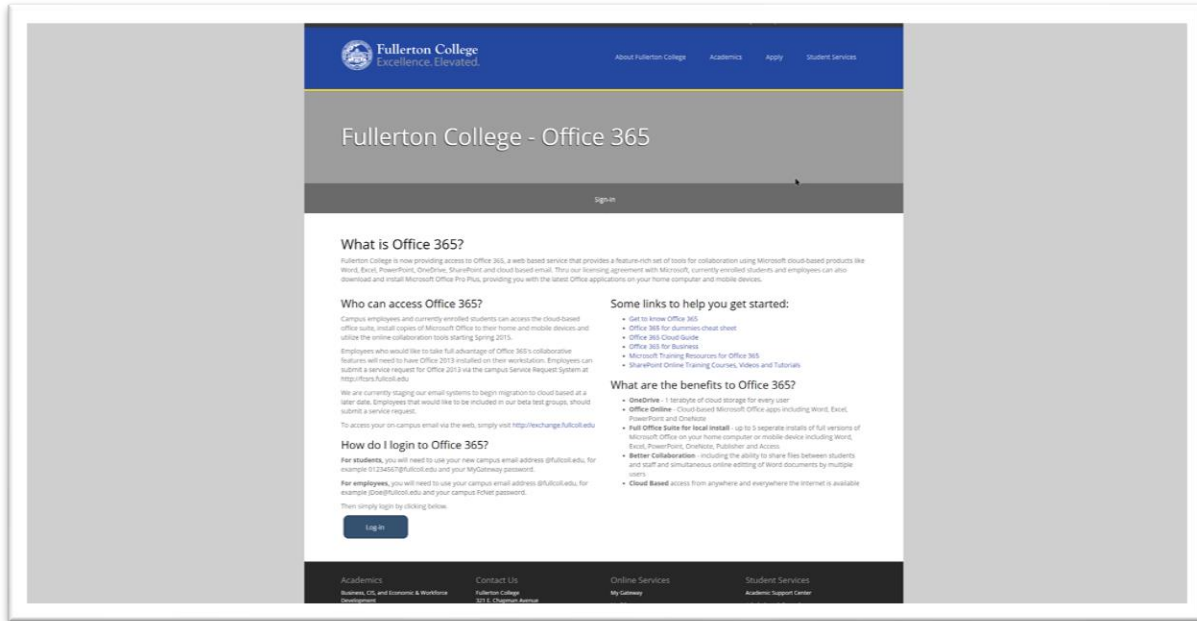 Fullerton College
Excellence. Elevated.
About Fullerton College Academics Apply Student Services
Fullerton College - Office 365
Sign-in
What is Office 365?
Fullerton College is now providing access to Office 365, a web based service that provides a feature-rich set of tools for collaboration using Microsoft cloud-based products like
Word, Excel, PowerPoint, OneDrive, SharePoint and cloud based email. Thru our licensing agreement with Microsoft, currently enrolled students and employees can also
download and install Microsoft Office Pro Plus, providing you with the latest Office applications on your home computer and mobile devices.
Who can access Office 365?
Campus employees and currently enrolled students can access the cloud-based
office suite, install copies of Microsoft Office to their home and mobile devices and
utilize the online collaboration tools starting Spring 2015.
Employees who would like to take full advantage of Office 365's collaborative
features will need to have Office 2013 installed on their workstation. Employees can
submit a service request for Office 2013 via the campus Service Request System at
http://fcsrs.fullcoll.edu
We are currently staging our email systems to begin migration to cloud based at a
later date. Employees that would like to be included in our beta test groups, should
submit a service request.
To access your on-campus email via the web, simply visit http://exchange.fullcoll.edu
How do I login to Office 365?
For students, you will need to use your new campus email address @fullcoll.edu, for
example 01234567@fullcoll.edu and your MyGateway password.
For employees, you will need to use your campus email address @fullcoll.edu, for
example JDoe@fullcoll.edu and your campus FcNet password.
Then simply login by clicking below.
Log in
Some links to help you get started:
• Get to know Office 365
• Office 365 for dummies cheat sheet
• Office 365 Cloud Guide
• Office 365 for Business
• Microsoft Training Resources for Office 365
• SharePoint Online Training Courses, Videos and Tutorials
What are the benefits to Office 365?
• OneDrive - 1 terabyte of cloud storage for every user
• Office Online - Cloud-based Microsoft Office apps including Word, Excel,
PowerPoint and OneNote
• Full Office Suite for local install - up to 5 seperate installs of full versions of
Microsoft Office on your home computer or mobile device including Word,
Excel, PowerPoint, OneNote, Publisher and Access.
• Better Collaboration - including the ability to share files between students
and staff and simultaneous online editting of Word documents by multiple
users
• Cloud Based access from anywhere and everywhere the internet is available
Academics Contact Us Online Services Student Services
Business, CIS, and Economic & Workforce Fullerton College My Gateway Academic Support Center
Development 321 E. Chapman Avenue